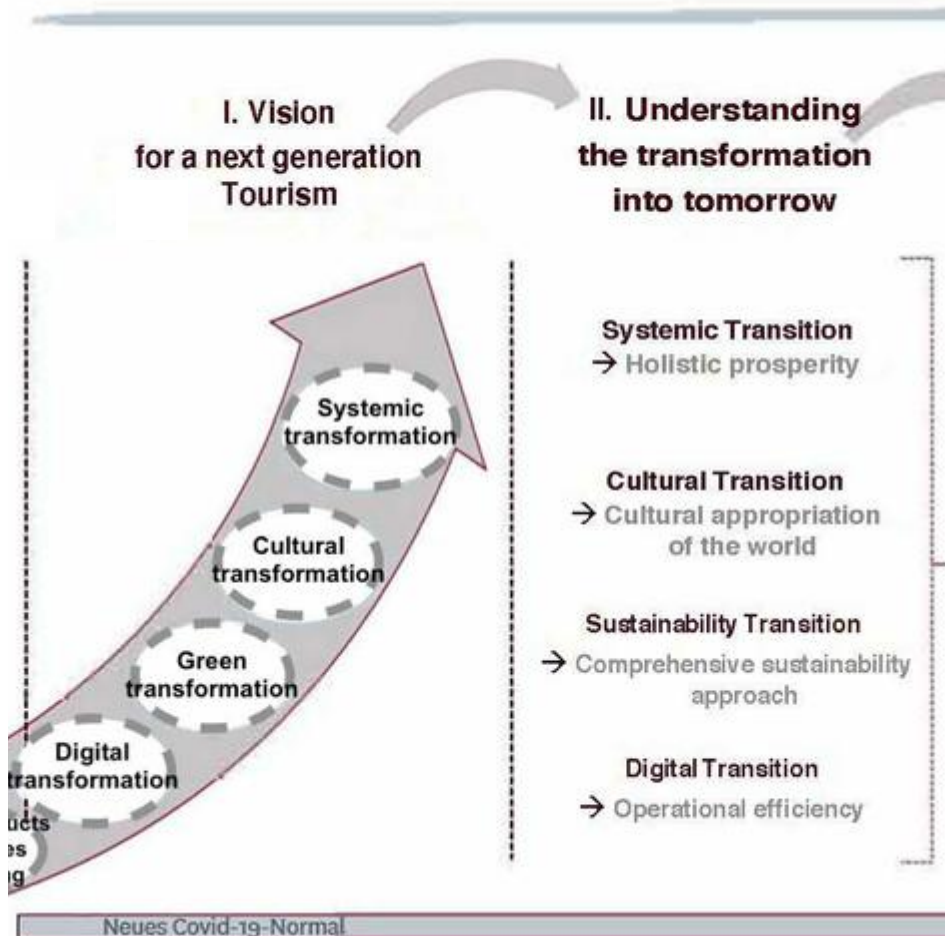 I. Vision
for a next generation
Tourism
II. Understanding
the transformation
into tomorrow
Systemic
transformation
Cultural
transformation
Green
transformation
Digital
transformation
Systemic Transition
→ Holistic prosperity
Cultural Transition
→ Cultural appropriation
of the world
Sustainability Transition
→ Comprehensive sustainability
approach
Digital Transition
→ Operational efficiency
Neues Covid-19-Normal